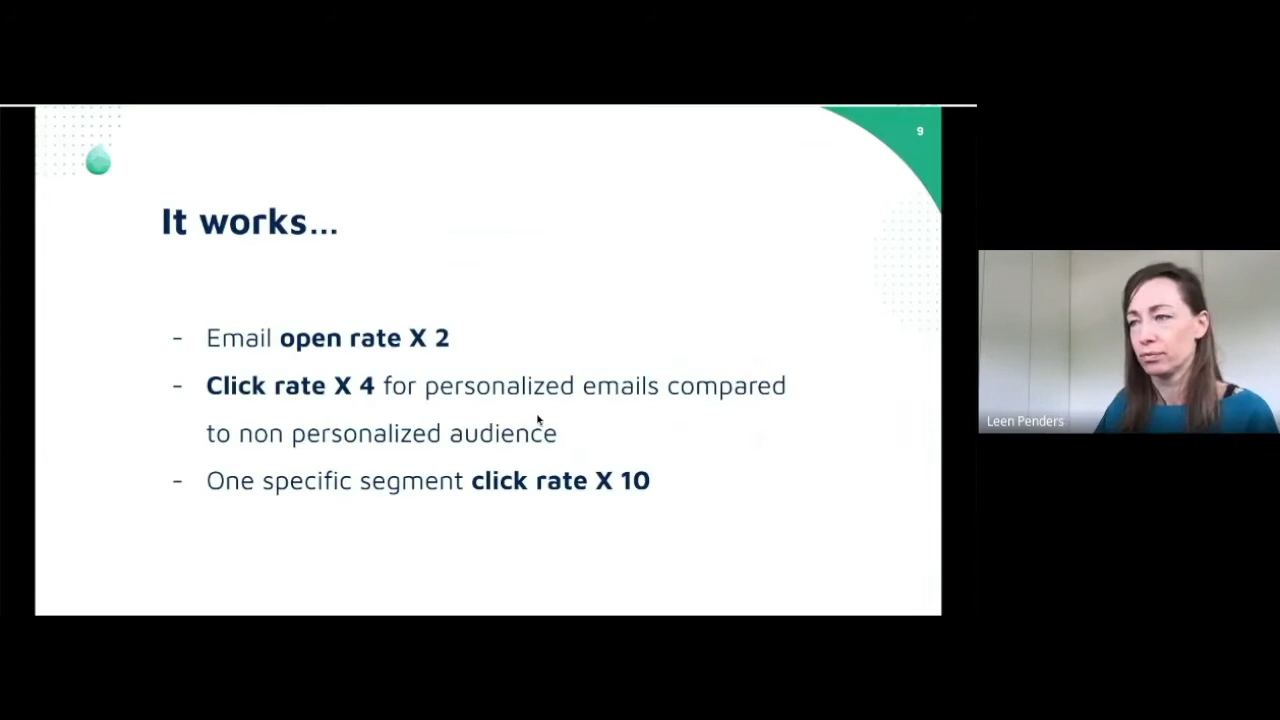 9
It works...
- Email open rate X 2
- Click rate X 4 for personalized emails compared
to non personalized audience
- One specific segment click rate X 10
Leen Penders